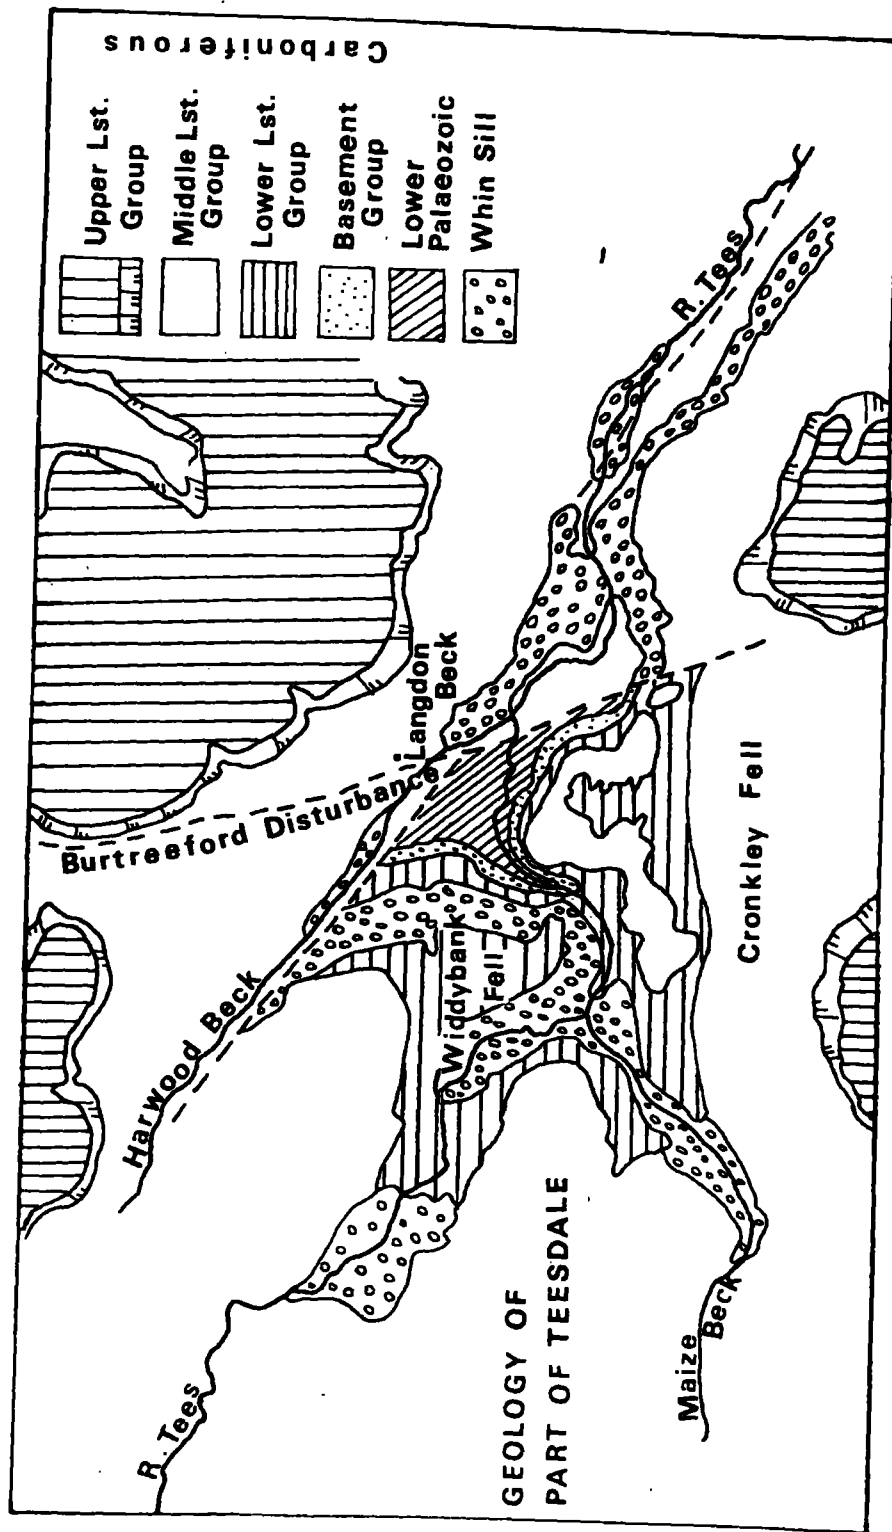 Carboniferous
Upper Lst.
Group
Middle Lst.
Group
Lower Lst.
Group
Basement
Group
Lower
Palaeozoic
Whin Sill
R. Tees
Langdon
Beck
Burtreeford Disturbance
Harwood Beck
Widdybank
Fell
Cronkley Fell
R. Tees
Maize
Beck
GEOLOGY OF
PART OF TEESDALE